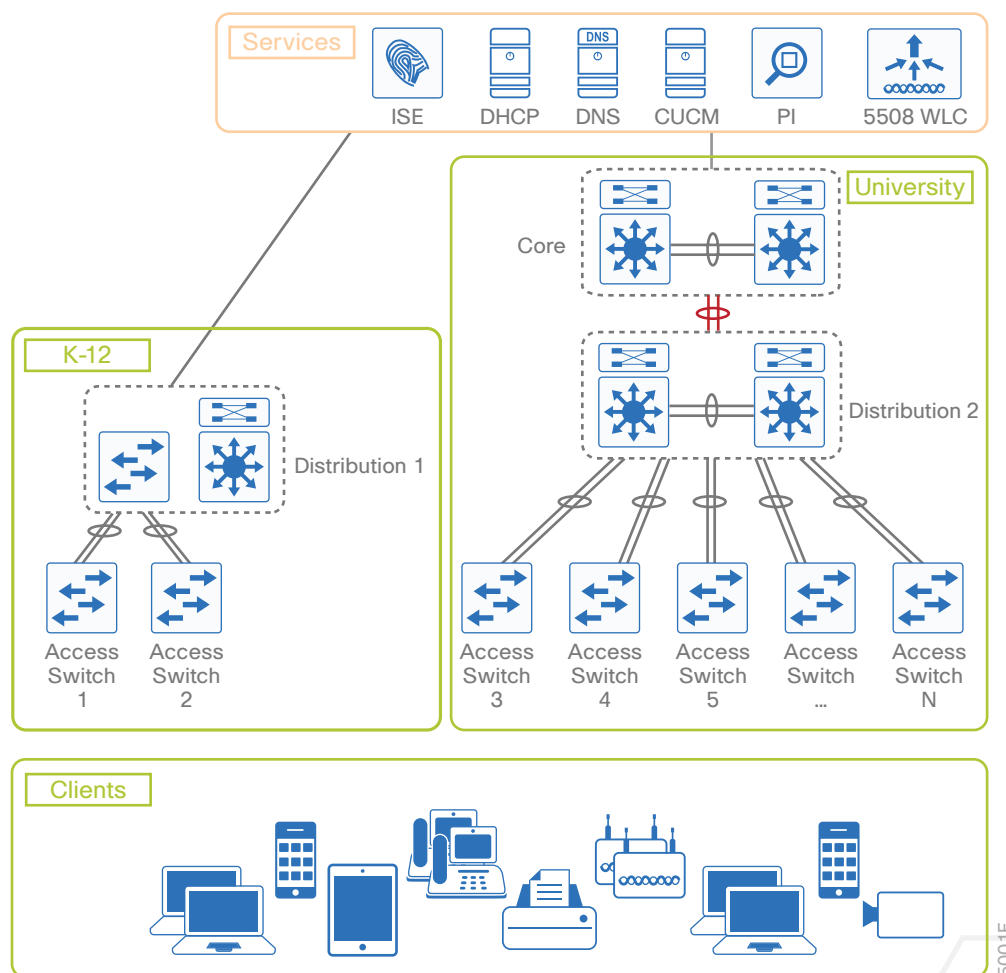 Services
DNS
ISE
DHCP
DNS
CUCM
PI
5508 WLC
University
Core
K-12
Distribution 1
Distribution 2
Access
Switch
1
Access
Switch
2
Access
Switch
3
Access
Switch
4
Access
Switch
5
Access
Switch
...
Access
Switch
N
Clients